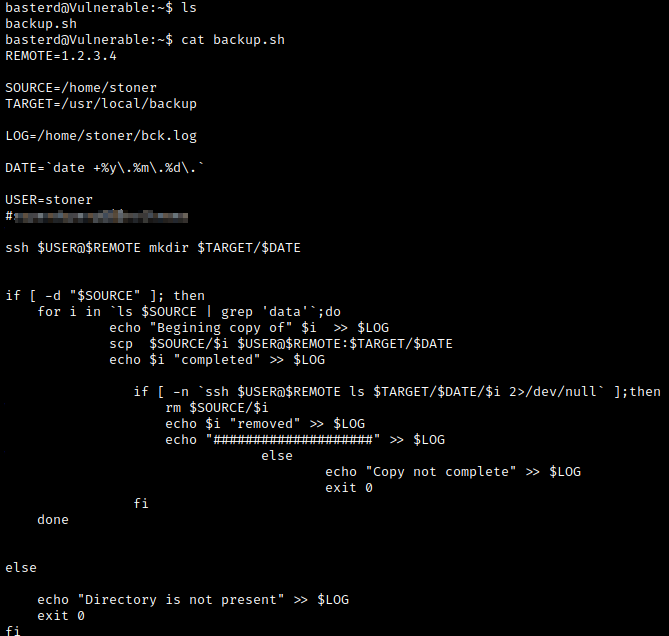 basterd@Vulnerable:~$ ls
backup.sh
basterd@Vulnerable:~$ cat backup.sh
REMOTE=1.2.3.4
SOURCE=/home/stoner
TARGET=/usr/local/backup
LOG=/home/stoner/bck.log
DATE=`date +%y\.%m\.%d\.`
USER=stoner
#
ssh $USER@$REMOTE mkdir $TARGET/$DATE
if [ -d "$SOURCE" ]; then
for i in `ls $SOURCE | grep 'data'`;do
echo "Begining copy of" $i  >> $LOG
scp  $SOURCE/$i $USER@$REMOTE:$TARGET/$DATE
echo $i "completed" >> $LOG
if [ -n `ssh $USER@$REMOTE ls $TARGET/$DATE/$i 2>/dev/null` ];then
rm $SOURCE/$i
echo $i "removed" >> $LOG
echo "####################" >> $LOG
else
echo "Copy not complete" >> $LOG
exit 0
fi
done
else
echo "Directory is not present" >> $LOG
exit 0
fi